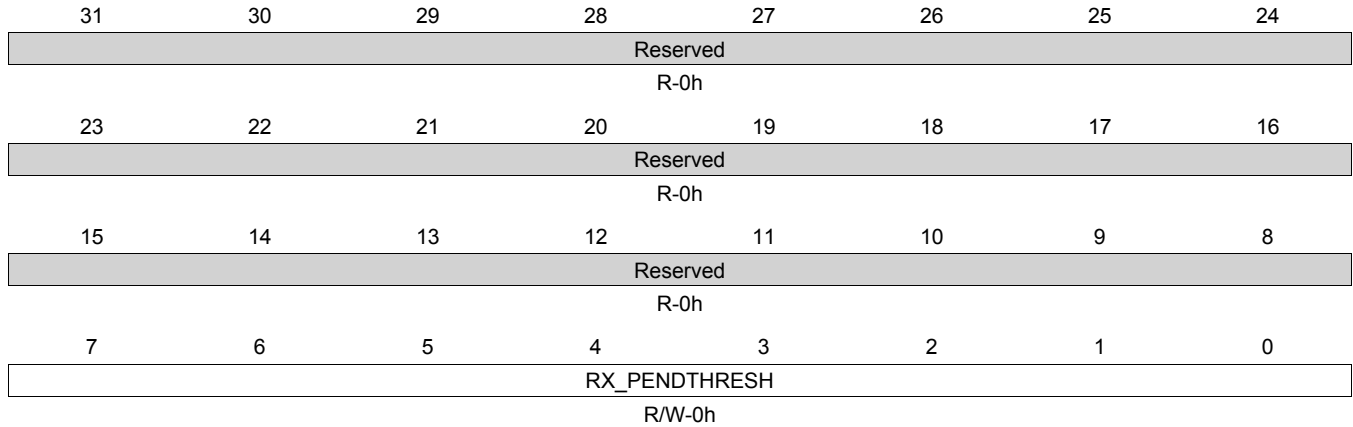 31 30 29 28 27 26 25 24
Reserved
R-0h
23 22 21 20 19 18 17 16
Reserved
R-0h
15 14 13 12 11 10 9 8
Reserved
R-0h
7 6 5 4 3 2 1 0
RX_PENDTHRESH
R/W-0h